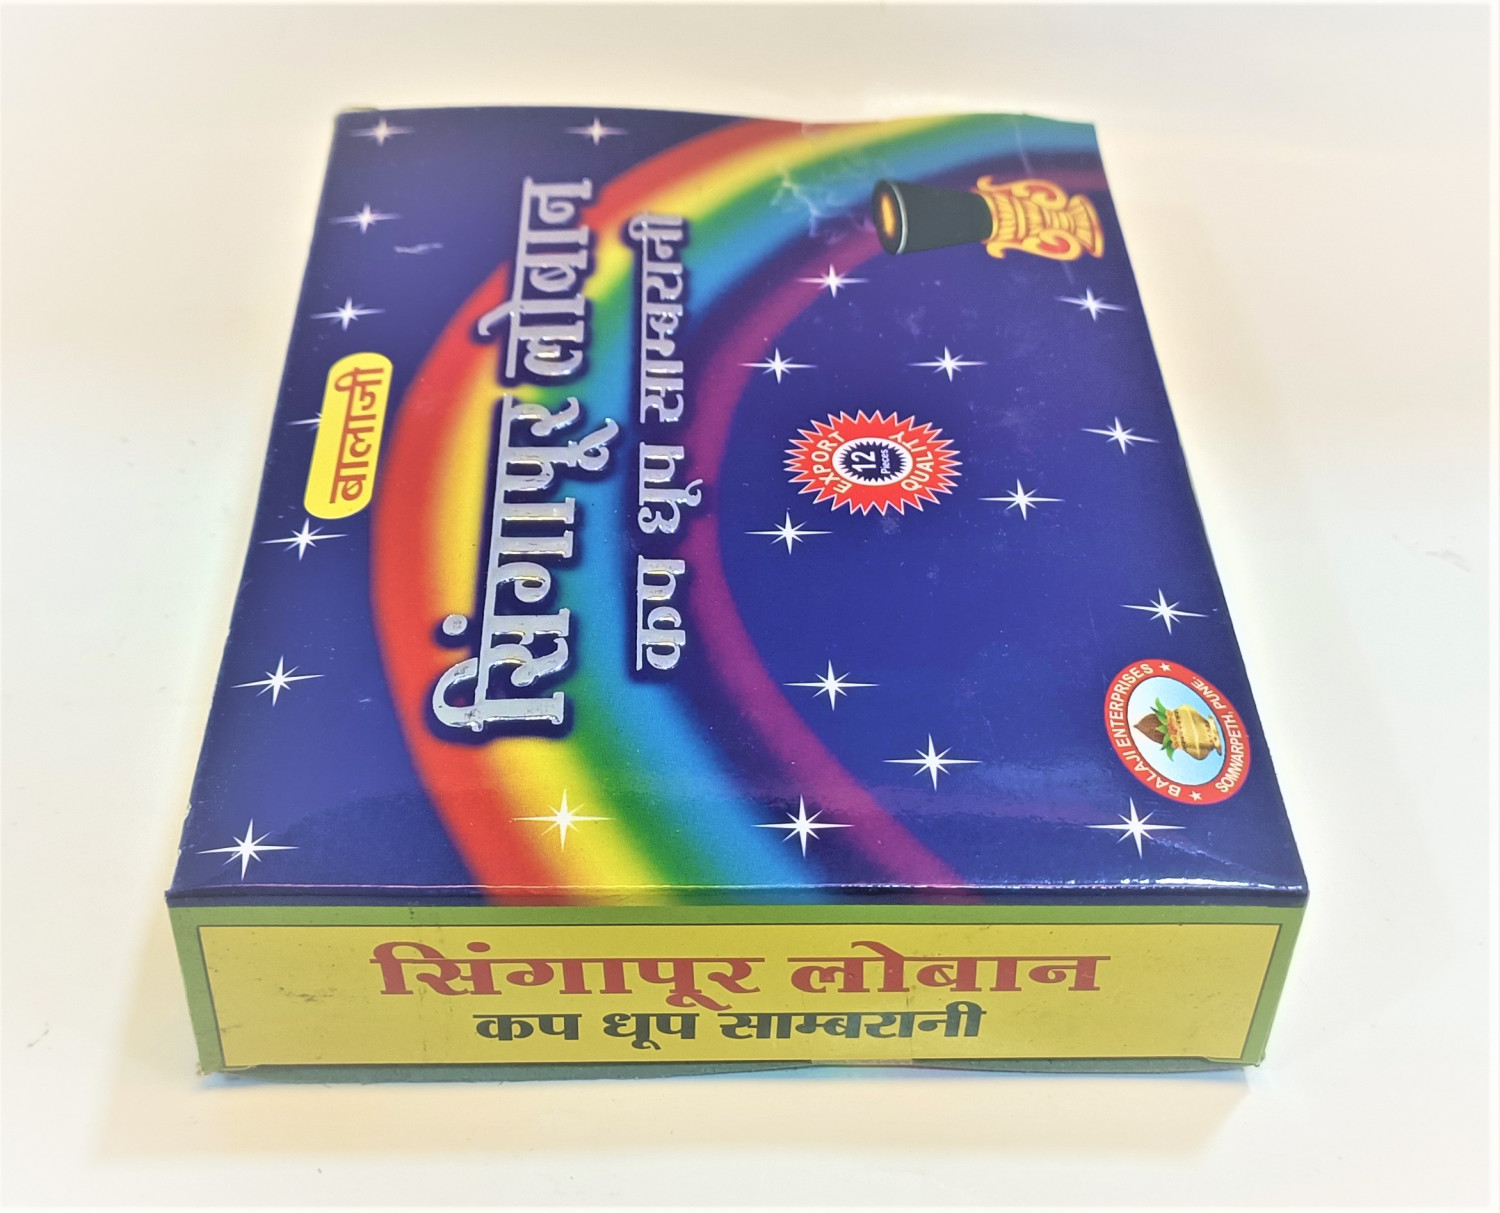 बालाजी
सिंगापूर लोबान
कप धूप साम्बरानी
EXPORT
12
Pieces
QUALITY
BALAJI ENTERPRISES
SOMWARPETH, PUNE.
सिंगापूर लोबान
कप धूप साम्बरानी